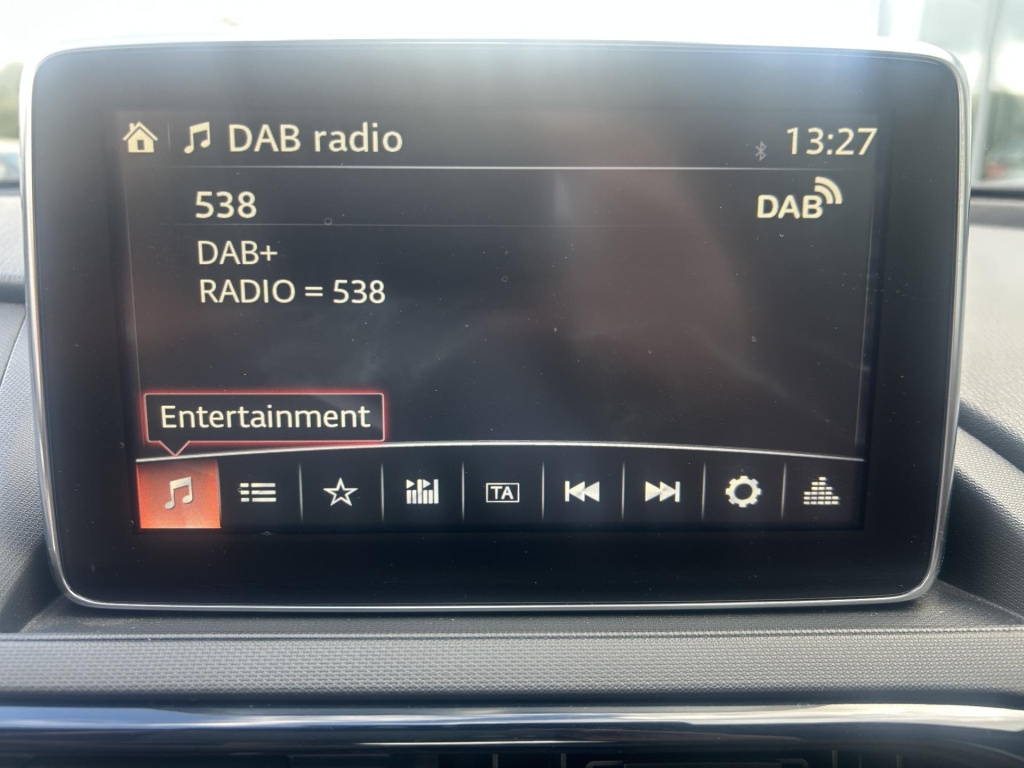 DAB radio
13:27
538
DAB
DAB+
RADIO = 538
Entertainment
TA